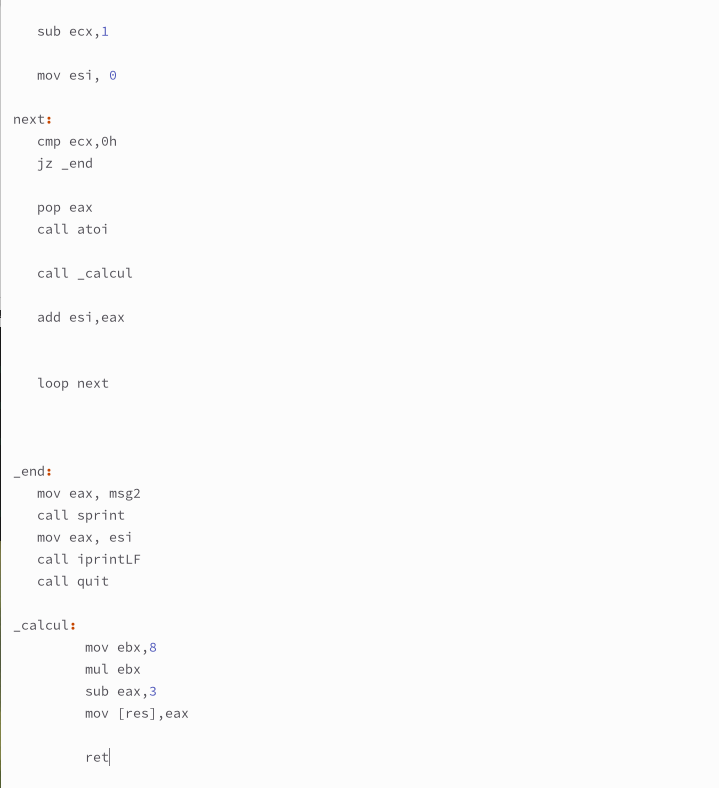 sub ecx,1
mov esi, 0
next:
cmp ecx,0h
jz _end
pop eax
call atoi
call _calcul
add esi,eax
loop next
_end:
mov eax, msg2
call sprint
mov eax, esi
call iprintLF
call quit
_calcul:
mov ebx,8
mul ebx
sub eax,3
mov [res],eax
ret